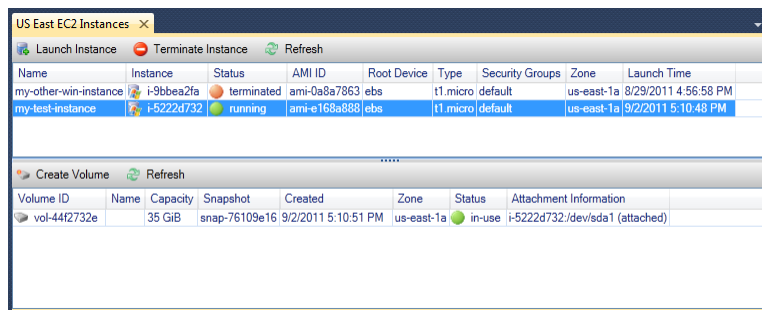 US East EC2 Instances
Launch Instance Terminate Instance Refresh
Name Instance Status AMI ID Root Device Type Security Groups Zone Launch Time
my-other-win-instance i-9bbea2fa terminated ami-0a8a7863 ebs t1.micro default us-east-1a 8/29/2011 4:56:58 PM
my-test-instance i-5222d732 running ami-e168a888 ebs t1.micro default us-east-1a 9/2/2011 5:10:48 PM
Create Volume Refresh
Volume ID Name Capacity Snapshot Created Zone Status Attachment Information
vol-44f2732e 35 GiB snap-76109e16 9/2/2011 5:10:51 PM us-east-1a in-use i-5222d732:/dev/sda1 (attached)